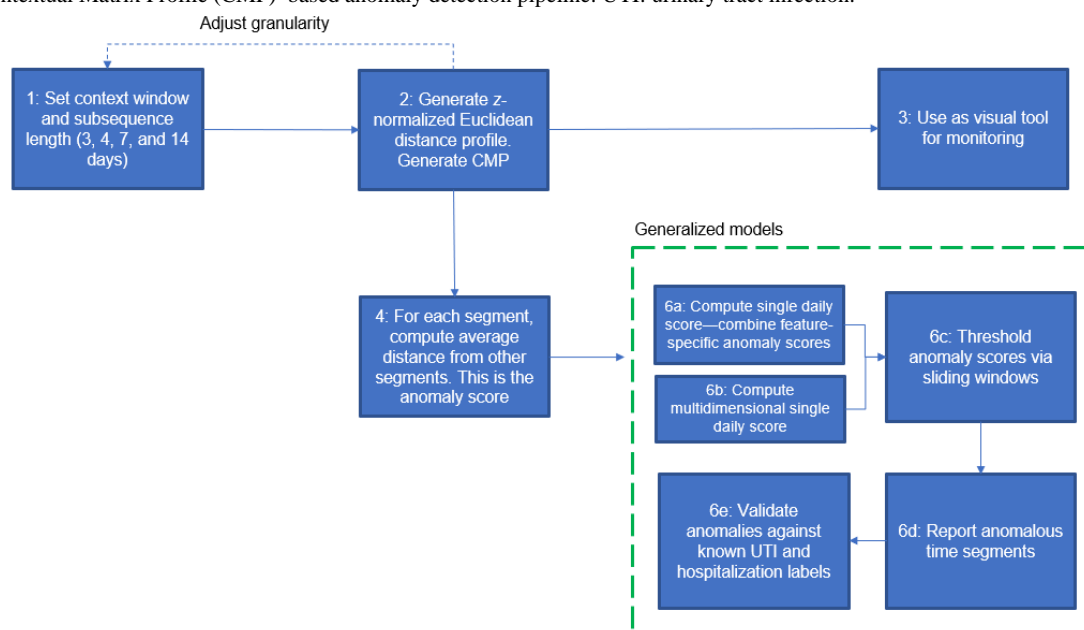 ntextual Matrix Profile (CMP)–based anomaly detection pipeline. UTI: urinary tract infection.
Adjust granularity
1: Set context window
and subsequence
length (3, 4, 7, and 14
days)
2: Generate z-
normalized Euclidean
distance profile.
Generate CMP
3: Use as visual tool
for monitoring
4: For each segment,
compute average
distance from other
segments. This is the
anomaly score
Generalized models
6a: Compute single daily
score—combine feature-
specific anomaly scores
6b: Compute
multidimensional single
daily score
6c: Threshold
anomaly scores via
sliding windows
6d: Report anomalous
time segments
6e: Validate
anomalies against
known UTI and
hospitalization labels